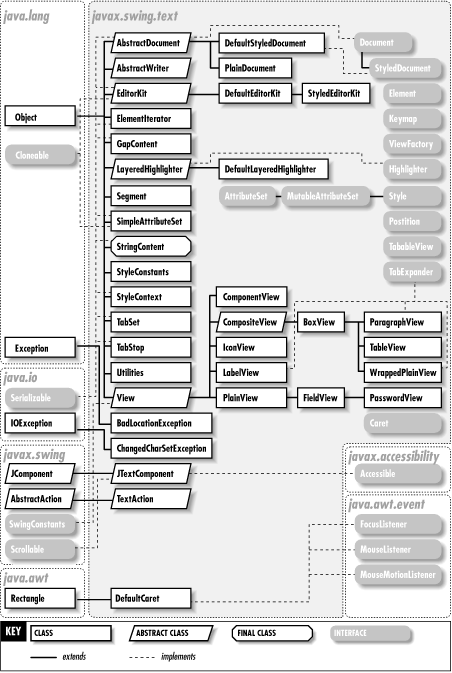 java.lang
javax.swing.text
AbstractDocument
DefaultStyledDocument
Document
StyledDocument
AbstractWriter
PlainDocument
EditorKit
DefaultEditorKit
StyledEditorKit
Element
Object
ElementIterator
Keymap
GapContent
ViewFactory
Cloneable
LayeredHighlighter
DefaultLayeredHighlighter
Highlighter
Segment
AttributeSet
MutableAttributeSet
Style
SimpleAttributeSet
Postition
StringContent
TabableView
StyleConstants
TabExpander
StyleContext
ComponentView
TabSet
CompositeView
BoxView
ParagraphView
Exception
TabStop
IconView
TableView
java.io
Utilities
LabelView
WrappedPlainView
Serializable
View
PlainView
FieldView
PasswordView
IOException
BadLocationException
Caret
ChangedCharSetException
javax.swing
javax.accessibility
JComponent
JTextComponent
Accessible
AbstractAction
TextAction
java.awt.event
SwingConstants
FocusListener
Scrollable
MouseListener
java.awt
MouseMotionListener
Rectangle
DefaultCaret
KEY
CLASS
ABSTRACT CLASS
FINAL CLASS
INTERFACE
extends
implements